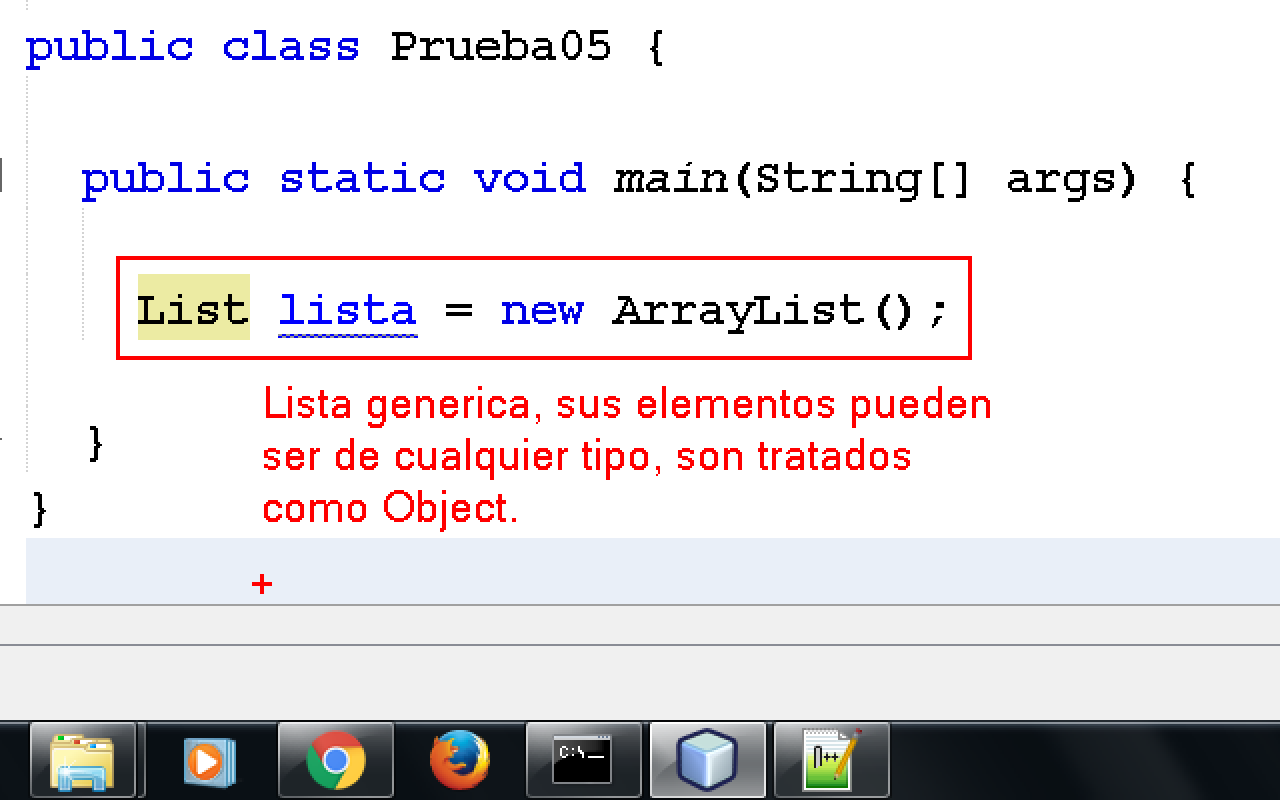 public class Prueba05 {
public static void main(String[] args) {
List lista = new ArrayList();
Lista generica, sus elementos pueden
ser de cualquier tipo, son tratados
como Object.
}
}
+
C:\_
N++